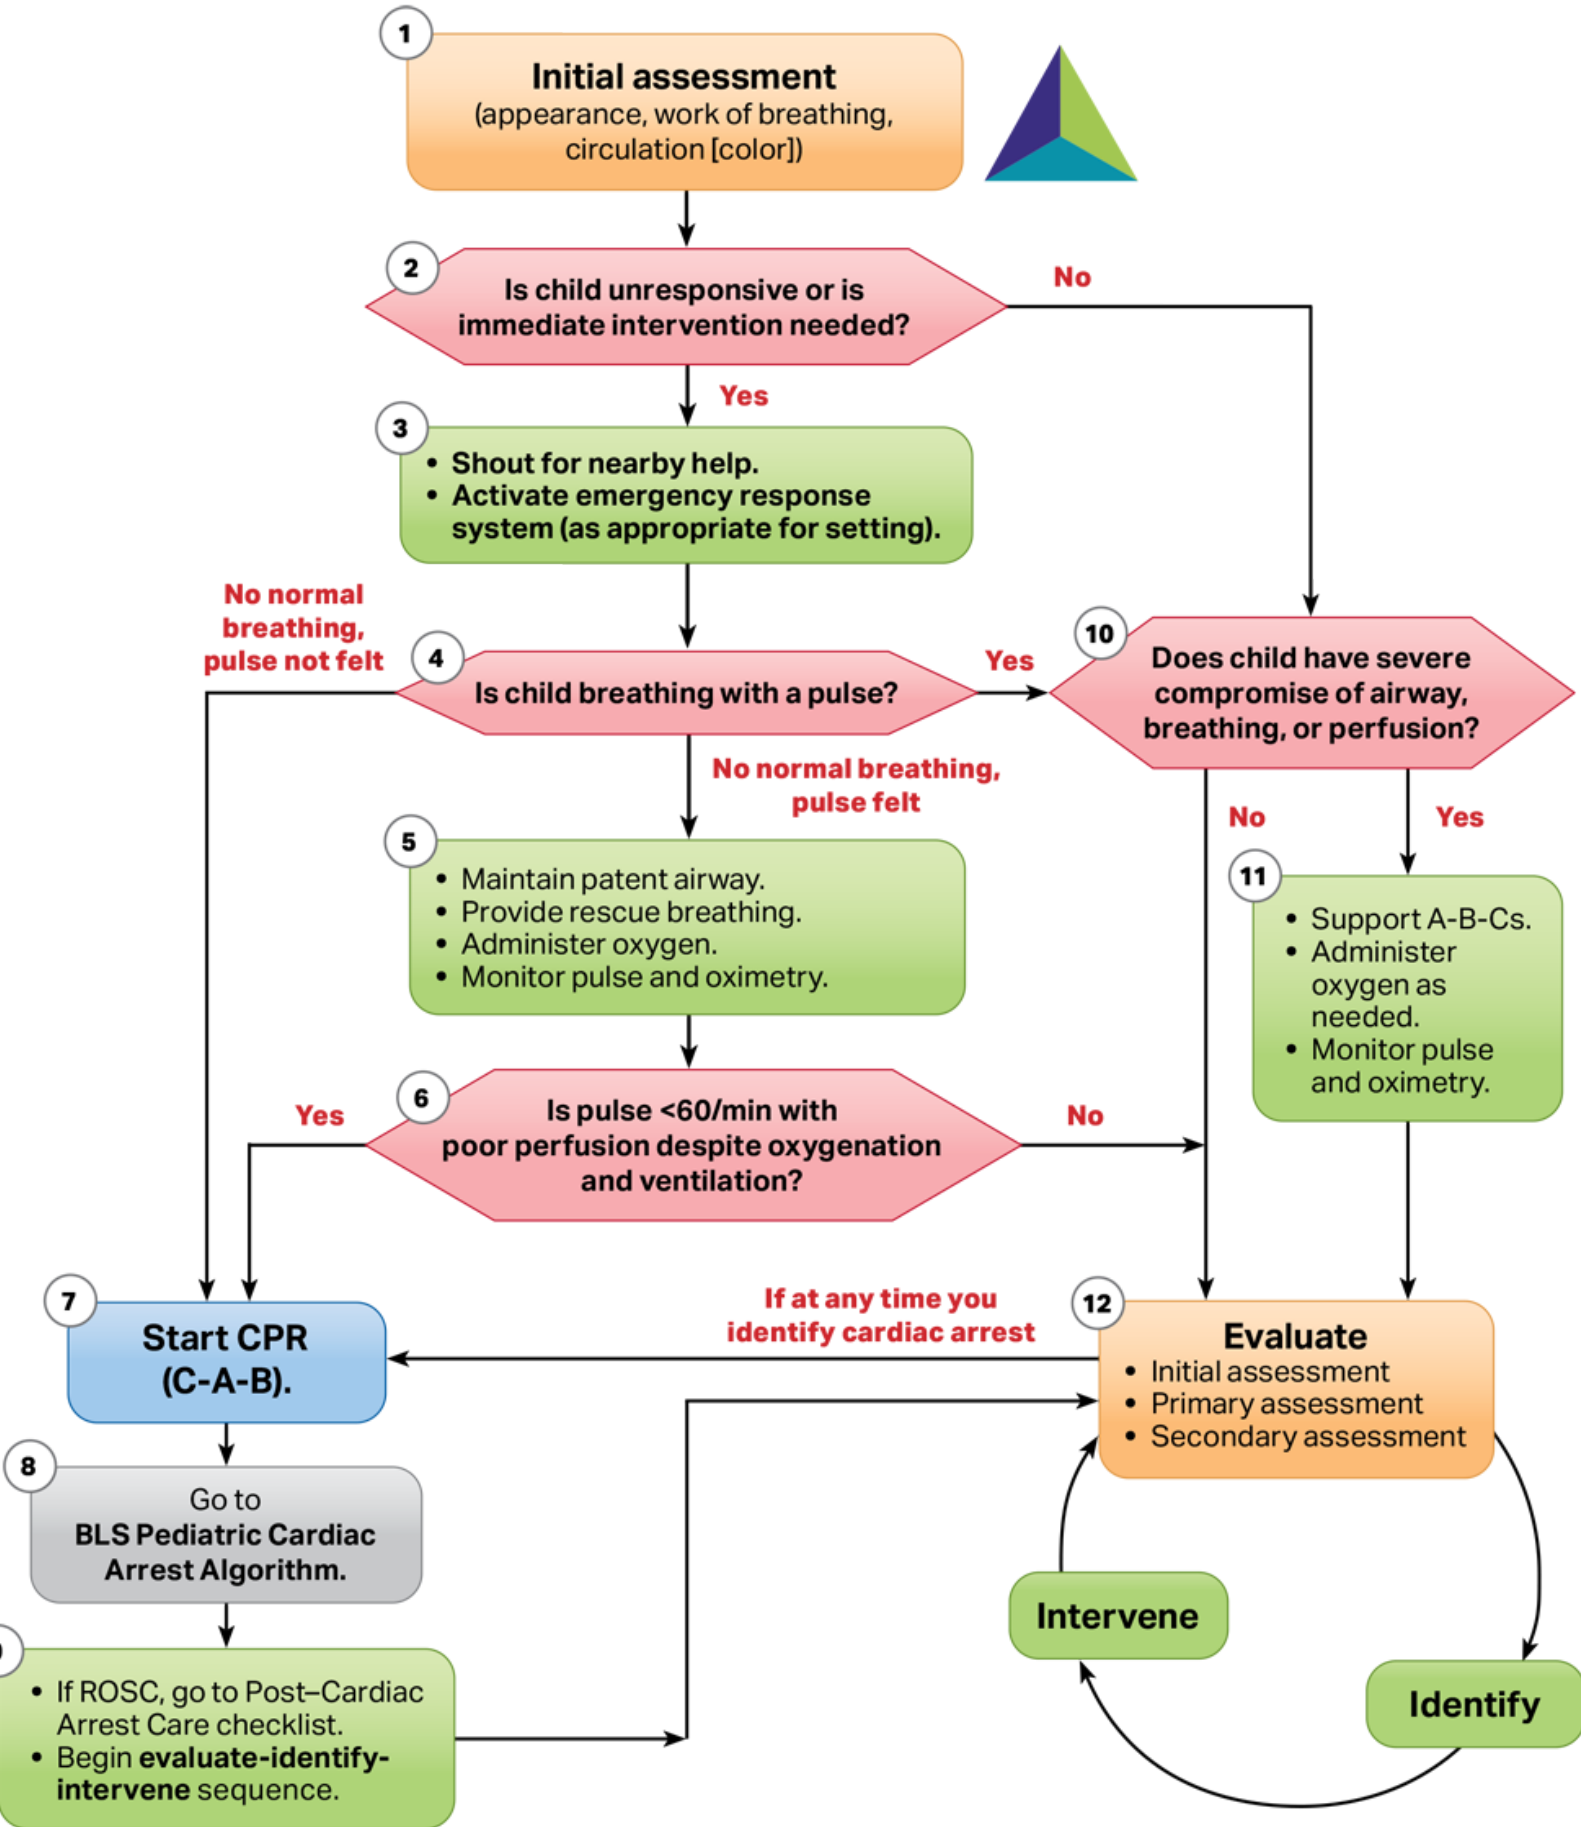 1
Initial assessment
(appearance, work of breathing,
circulation [color])
2
Is child unresponsive or is
immediate intervention needed?
No
Yes
3
• Shout for nearby help.
• Activate emergency response
system (as appropriate for setting).
No normal
breathing,
pulse not felt
4
Is child breathing with a pulse?
Yes
10
Does child have severe
compromise of airway,
breathing, or perfusion?
No normal breathing,
pulse felt
No
Yes
5
• Maintain patent airway.
• Provide rescue breathing.
• Administer oxygen.
• Monitor pulse and oximetry.
11
• Support A-B-Cs.
• Administer
oxygen as
needed.
• Monitor pulse
and oximetry.
6
Is pulse <60/min with
poor perfusion despite oxygenation
and ventilation?
Yes
No
7
Start CPR
(C-A-B).
If at any time you
identify cardiac arrest
12
Evaluate
• Initial assessment
• Primary assessment
• Secondary assessment
8
Go to
BLS Pediatric Cardiac
Arrest Algorithm.
Intervene
Identify
• If ROSC, go to Post–Cardiac
Arrest Care checklist.
• Begin evaluate-identify-
intervene sequence.